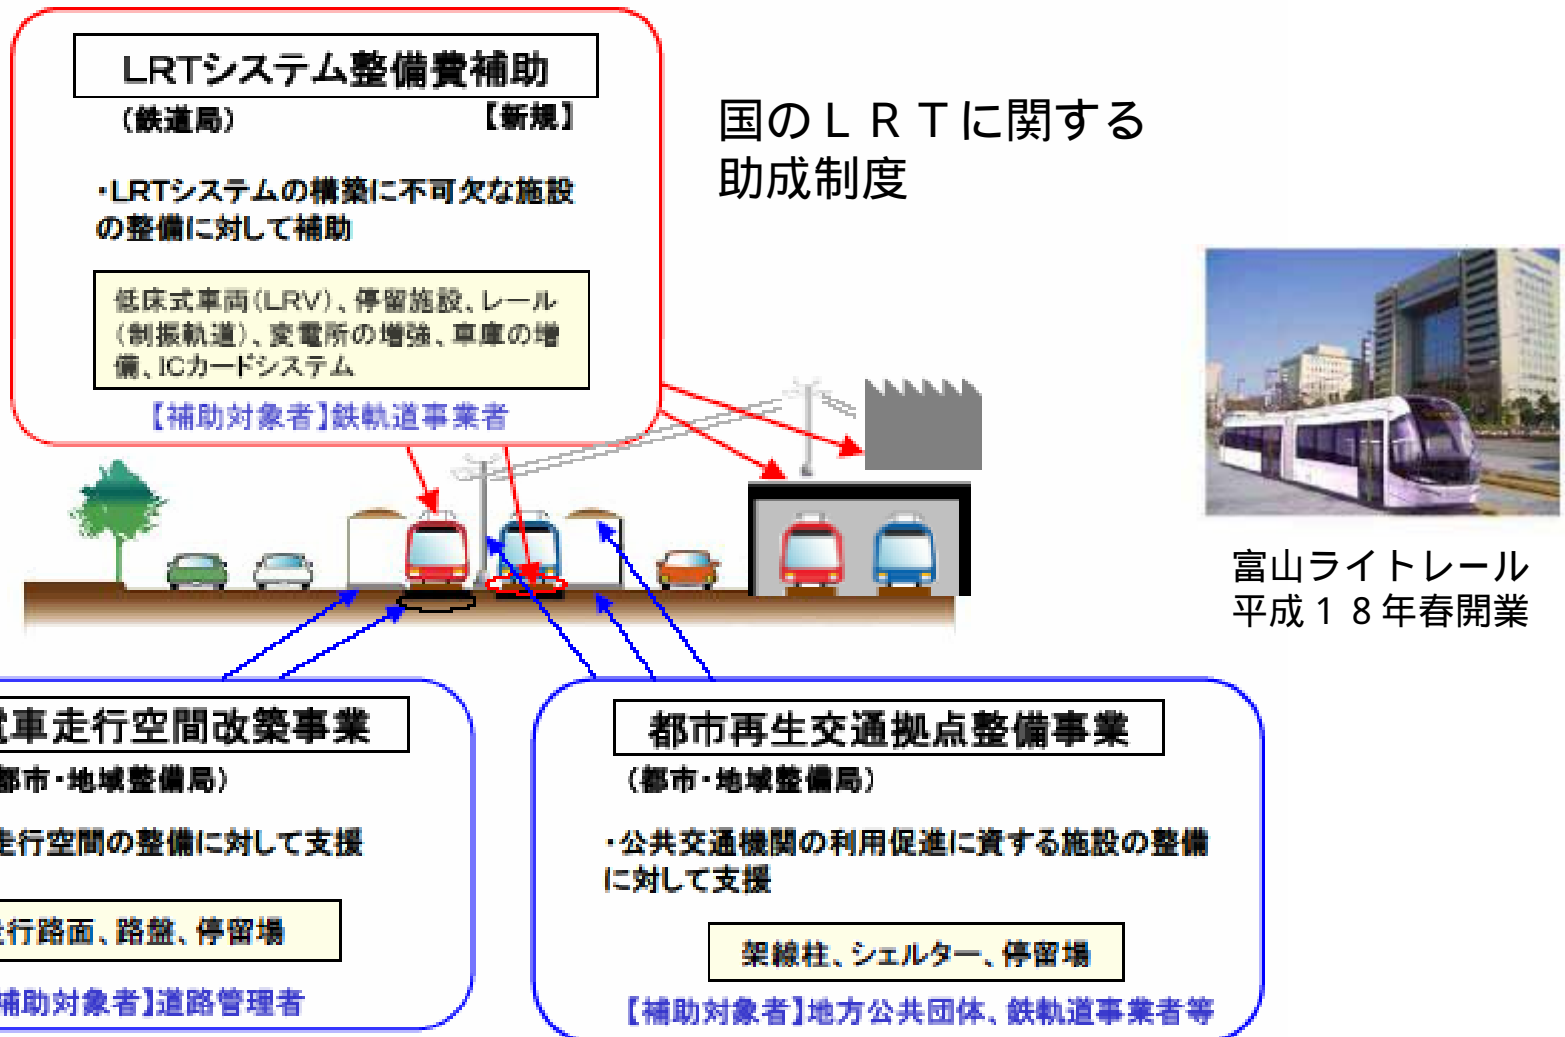 LRTシステム整備費補助
(鉄道局) 【新規】
・LRTシステムの構築に不可欠な施設
の整備に対して補助
低床式車両(LRV)、停留施設、レール
(制振軌道)、変電所の増強、車庫の増
備、ICカードシステム
【補助対象者】鉄軌道事業者
国のＬＲＴに関する
助成制度
富山ライトレール
平成１８年春開業
電車走行空間改築事業
都市・地域整備局)
走行空間の整備に対して支援
走行路面、路盤、停留場
補助対象者】道路管理者
都市再生交通拠点整備事業
(都市・地域整備局)
・公共交通機関の利用促進に資する施設の整備
に対して支援
架線柱、シェルター、停留場
【補助対象者】地方公共団体、鉄軌道事業者等